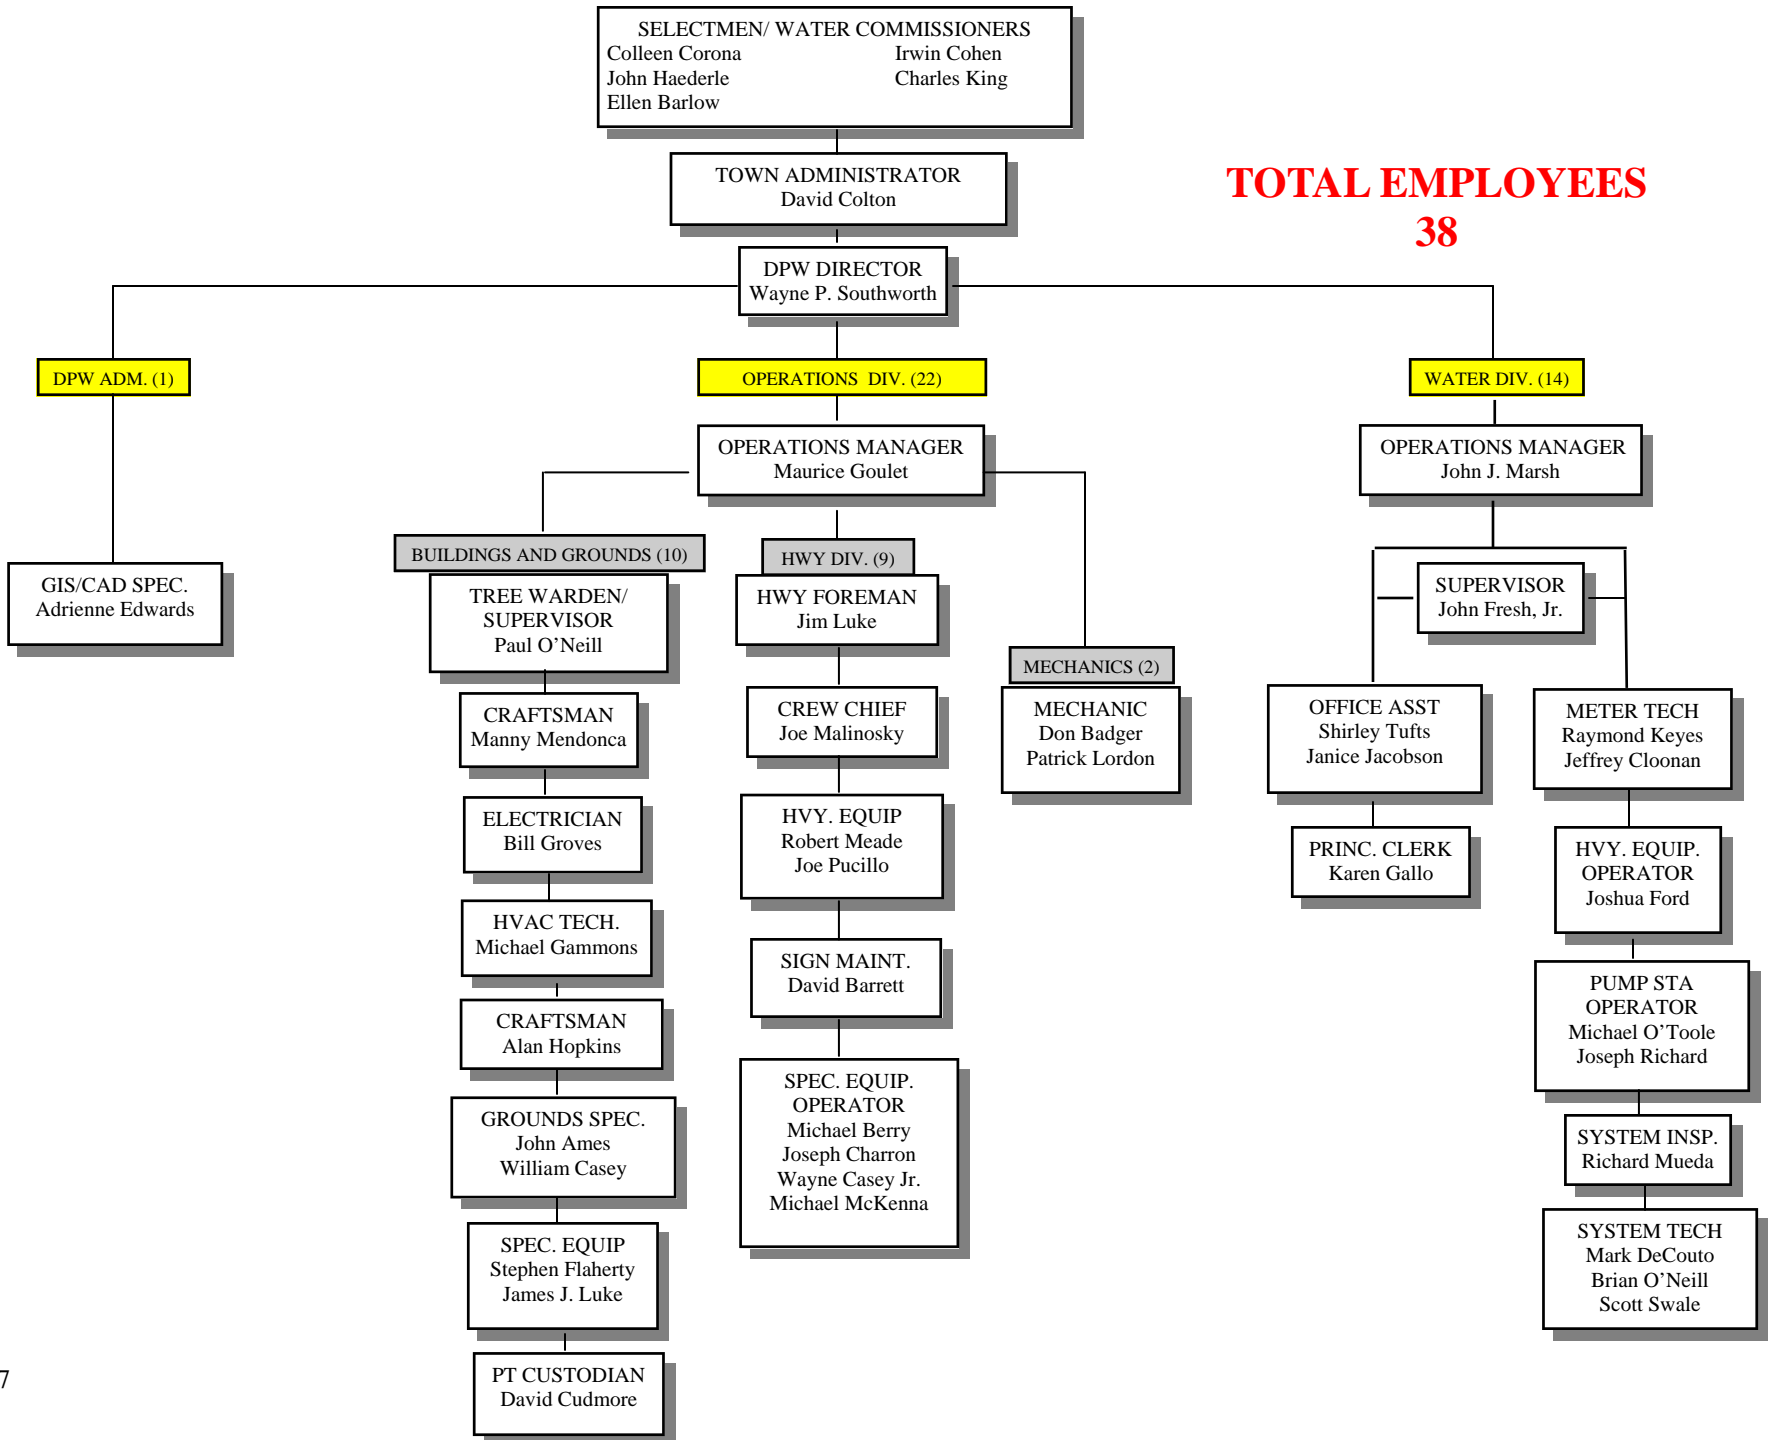 SELECTMEN/ WATER COMMISSIONERS
Colleen Corona Irwin Cohen
John Haederle Charles King
Ellen Barlow
TOWN ADMINISTRATOR
David Colton
TOTAL EMPLOYEES
38
DPW DIRECTOR
Wayne P. Southworth
DPW ADM. (1)
GIS/CAD SPEC.
Adrienne Edwards
OPERATIONS DIV. (22)
OPERATIONS MANAGER
Maurice Goulet
BUILDINGS AND GROUNDS (10)
TREE WARDEN/
SUPERVISOR
Paul O’Neill
CRAFTSMAN
Manny Mendonca
ELECTRICIAN
Bill Groves
HVAC TECH.
Michael Gammons
CRAFTSMAN
Alan Hopkins
GROUNDS SPEC.
John Ames
William Casey
SPEC. EQUIP
Stephen Flaherty
James J. Luke
PT CUSTODIAN
David Cudmore
HWY DIV. (9)
HWY FOREMAN
Jim Luke
CREW CHIEF
Joe Malinosky
HVY. EQUIP
Robert Meade
Joe Pucillo
SIGN MAINT.
David Barrett
SPEC. EQUIP.
OPERATOR
Michael Berry
Joseph Charron
Wayne Casey Jr.
Michael McKenna
MECHANICS (2)
MECHANIC
Don Badger
Patrick Lordon
WATER DIV. (14)
OPERATIONS MANAGER
John J. Marsh
SUPERVISOR
John Fresh, Jr.
OFFICE ASST
Shirley Tufts
Janice Jacobson
PRINC. CLERK
Karen Gallo
METER TECH
Raymond Keyes
Jeffrey Cloonan
HVY. EQUIP.
OPERATOR
Joshua Ford
PUMP STA
OPERATOR
Michael O’Toole
Joseph Richard
SYSTEM INSP.
Richard Mueda
SYSTEM TECH
Mark DeCouto
Brian O’Neill
Scott Swale
7